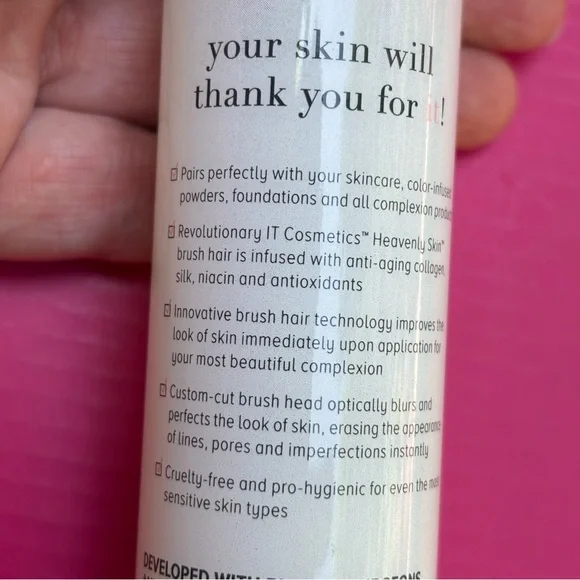 your skin will
thank you for it!
Pairs perfectly with your skincare, color-infused
powders, foundations and all complexion
Revolutionary IT Cosmetics™ Heavenly Skin™
brush hair is infused with anti-aging collagen,
silk, niacin and antioxidants
Innovative brush hair technology improves the
look of skin immediately upon application for
your most beautiful complexion
Custom-cut brush head optically blurs and
perfects the look of skin, erasing the appearance
of lines, pores and imperfections instantly
Cruelty-free and pro-hygienic for even the most
sensitive skin types
DEVELOPED WITH